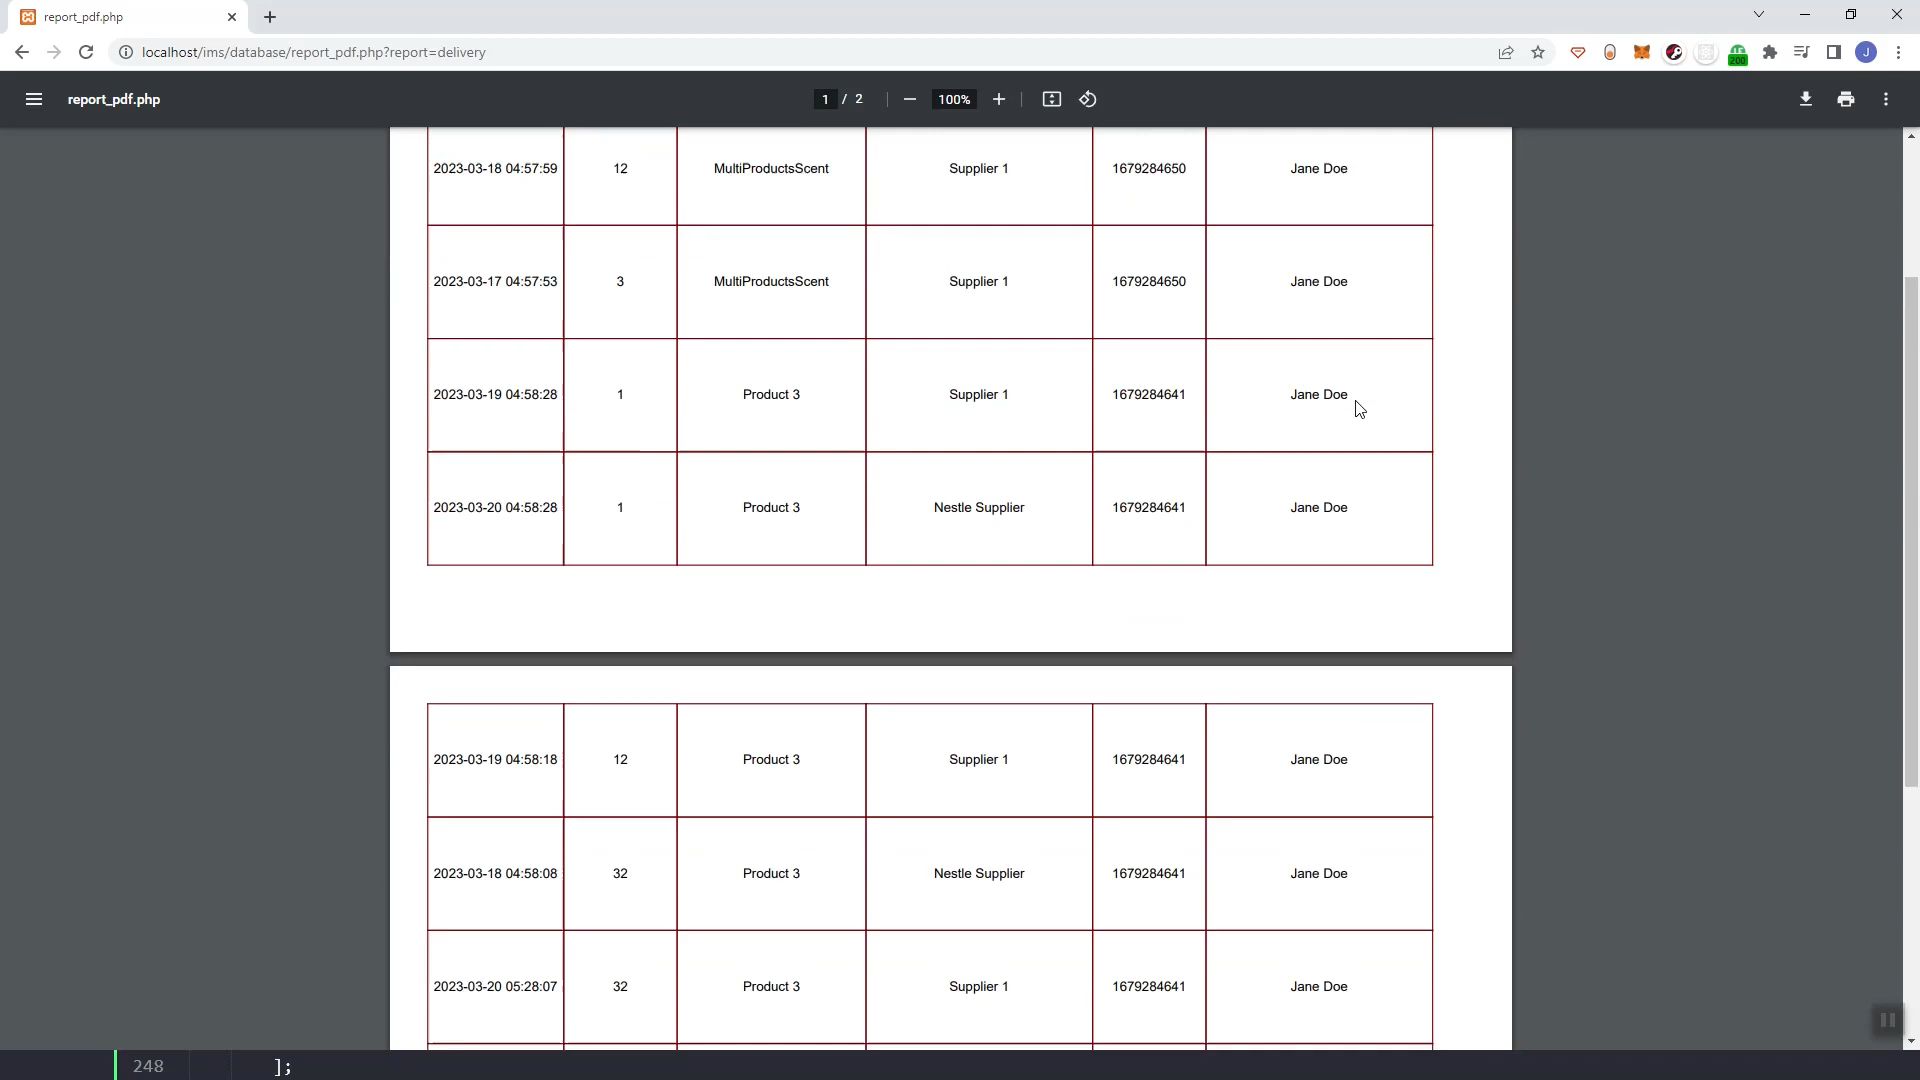 report_pdf.php
localhost/ims/database/report_pdf.php?report=delivery
200
J
report_pdf.php
1 / 2
100%
2023-03-18 04:57:59 12 MultiProductsScent Supplier 1 1679284650 Jane Doe
2023-03-17 04:57:53 3 MultiProductsScent Supplier 1 1679284650 Jane Doe
2023-03-19 04:58:28 1 Product 3 Supplier 1 1679284641 Jane Doe
2023-03-20 04:58:28 1 Product 3 Nestle Supplier 1679284641 Jane Doe
2023-03-19 04:58:18 12 Product 3 Supplier 1 1679284641 Jane Doe
2023-03-18 04:58:08 32 Product 3 Nestle Supplier 1679284641 Jane Doe
2023-03-20 05:28:07 32 Product 3 Supplier 1 1679284641 Jane Doe
248 ];